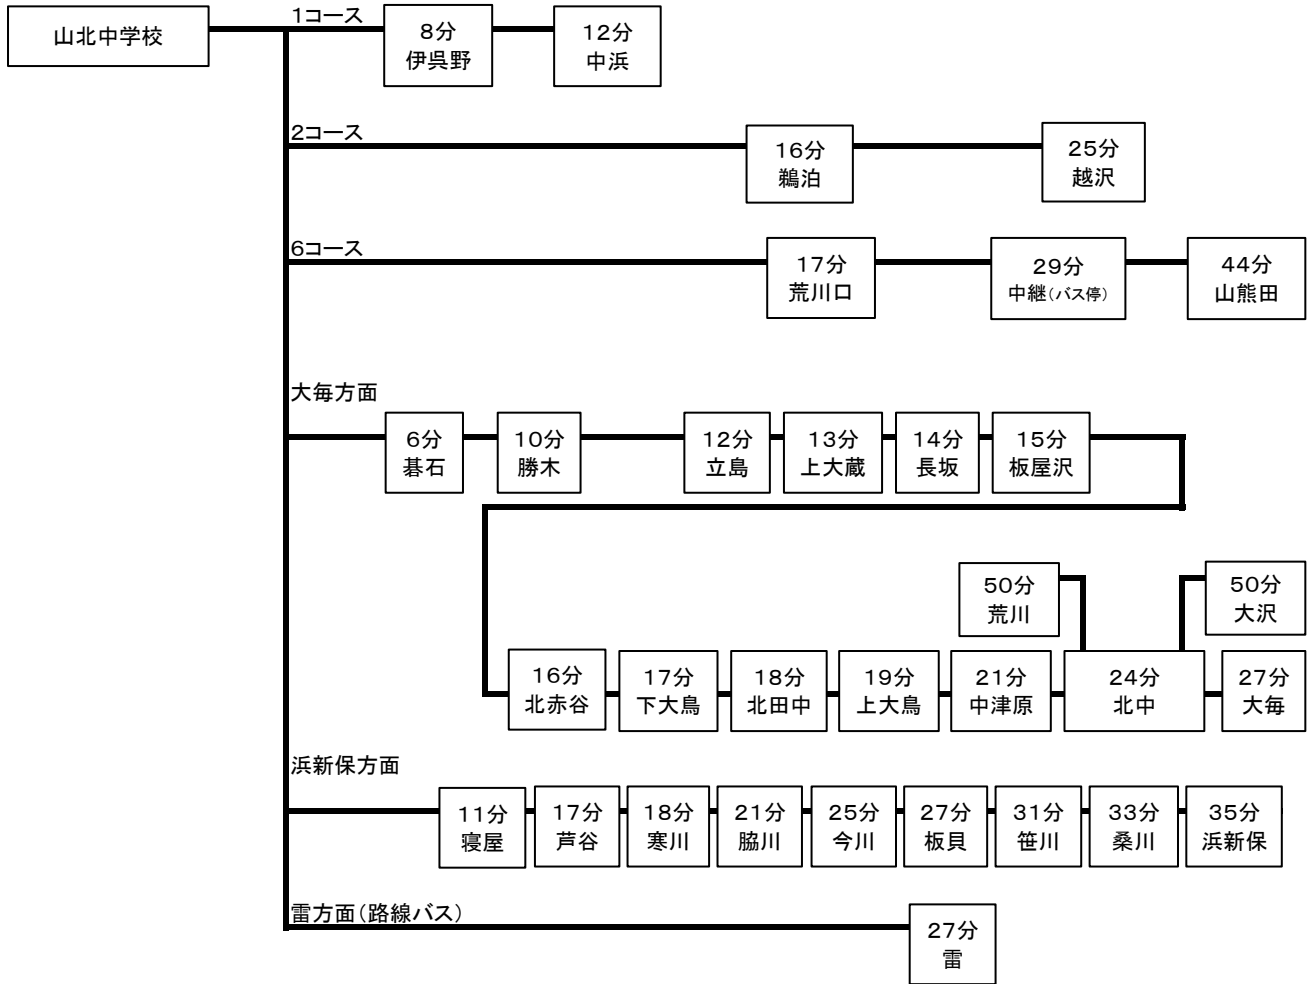 山北中学校
1コース
8分
伊呉野
12分
中浜
2コース
16分
鵜泊
25分
越沢
6コース
17分
荒川口
29分
中継(バス停)
44分
山熊田
大毎方面
6分
碁石
10分
勝木
12分
立島
13分
上大蔵
14分
長坂
15分
板屋沢
50分
荒川
50分
大沢
16分
北赤谷
17分
下大鳥
18分
北田中
19分
上大鳥
21分
中津原
24分
北中
27分
大毎
浜新保方面
11分
寝屋
17分
芦谷
18分
寒川
21分
脇川
25分
今川
27分
板貝
31分
笹川
33分
桑川
35分
浜新保
雷方面(路線バス)
27分
雷